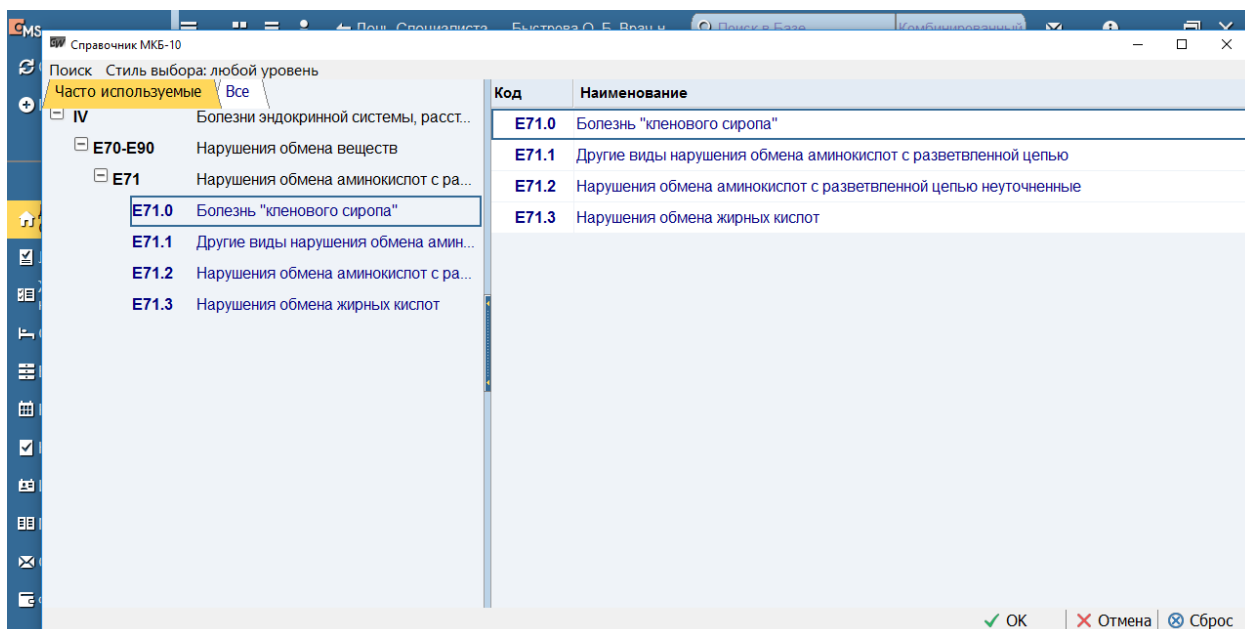 CMS
Поиск в Базе
Комбинированный
Справочник МКБ-10
Поиск Стиль выбора: любой уровень
Часто используемые Все
IV Болезни эндокринной системы, расст...
E70-E90 Нарушения обмена веществ
E71 Нарушения обмена аминокислот с ра...
E71.0 Болезнь "кленового сиропа"
E71.1 Другие виды нарушения обмена амин...
E71.2 Нарушения обмена аминокислот с ра...
E71.3 Нарушения обмена жирных кислот
Код Наименование
E71.0 Болезнь "кленового сиропа"
E71.1 Другие виды нарушения обмена аминокислот с разветвленной цепью
E71.2 Нарушения обмена аминокислот с разветвленной цепью неуточненные
E71.3 Нарушения обмена жирных кислот
OK Отмена Сброс